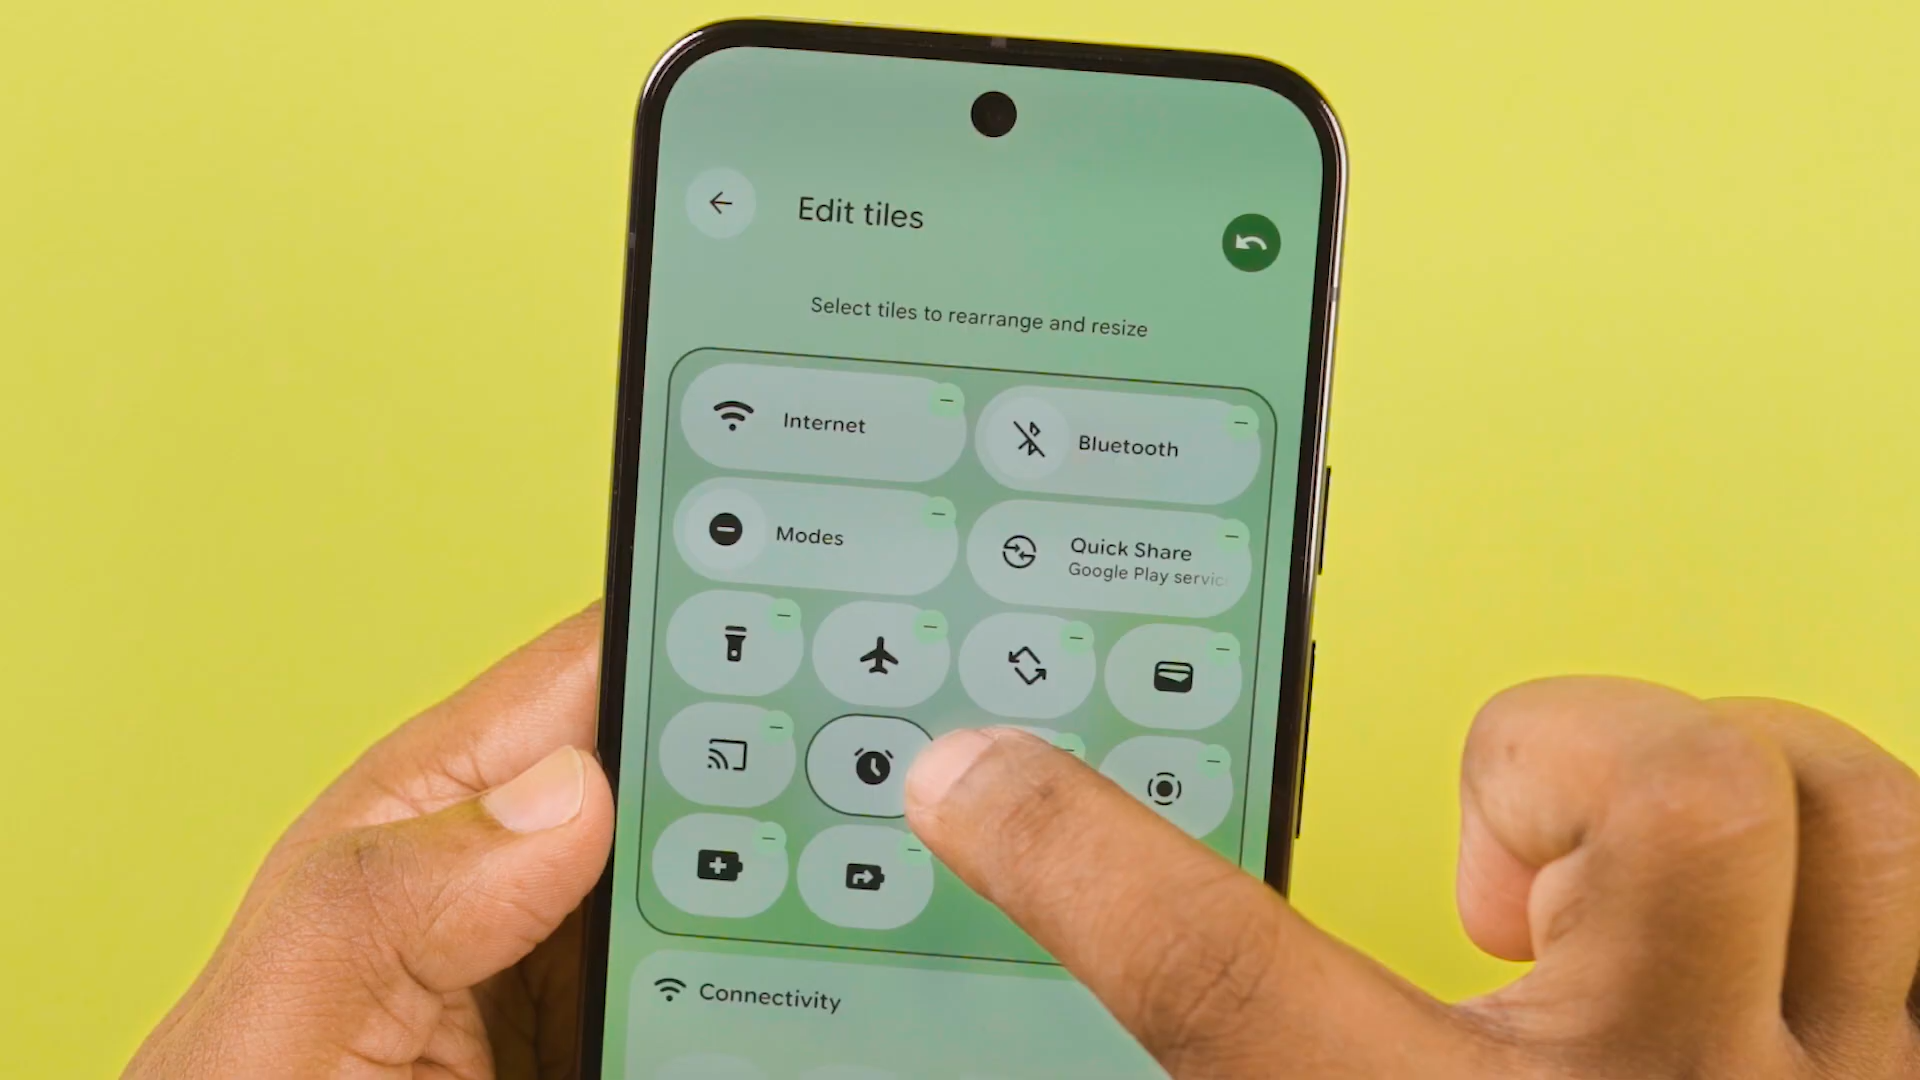 Edit tiles
Select tiles to rearrange and resize
Internet
Bluetooth
Modes
Quick Share
Google Play servic
Connectivity